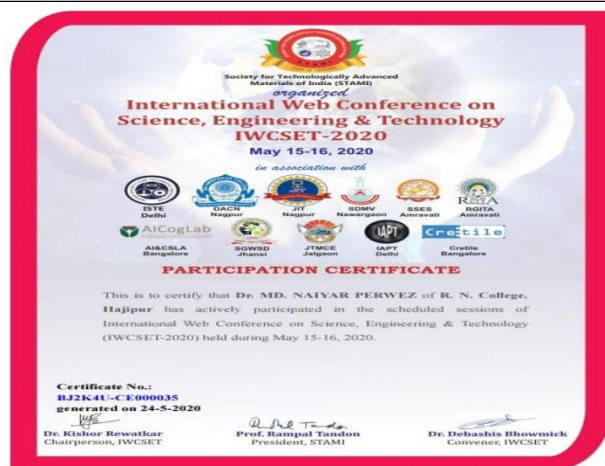 STAMI
Society for Technologically Advanced
Materials of India (STAMI)
organized
International Web Conference on
Science, Engineering & Technology
IWCSET-2020
May 15-16, 2020
in association with
ISTE
Delhi
DACN
Nagpur
JIT
Nagpur
SDMV
Nawargaon
SSES
Amravati
RGITA
Amravati
AICogLab
AI&CSLA
Bangalore
SGWSD
Jhansi
JTMCE
Jalgaon
IAPT
IAPT
Delhi
Cretile
Cretile
Bangalore
PARTICIPATION CERTIFICATE
This is to certify that Dr. MD. NAIYAR PERWEZ of R. N. College,
Hajipur has actively participated in the scheduled sessions of
International Web Conference on Science, Engineering & Technology
(IWCSET-2020) held during May 15-16, 2020.
Certificate No.:
BJ2K4U-CE000035
generated on 24-5-2020
Dr. Kishor Rewatkar
Chairperson, IWCSET
Rampal Tandon
Prof. Rampal Tandon
President, STAMI
Dr. Debashis Bhowmick
Convener, IWCSET